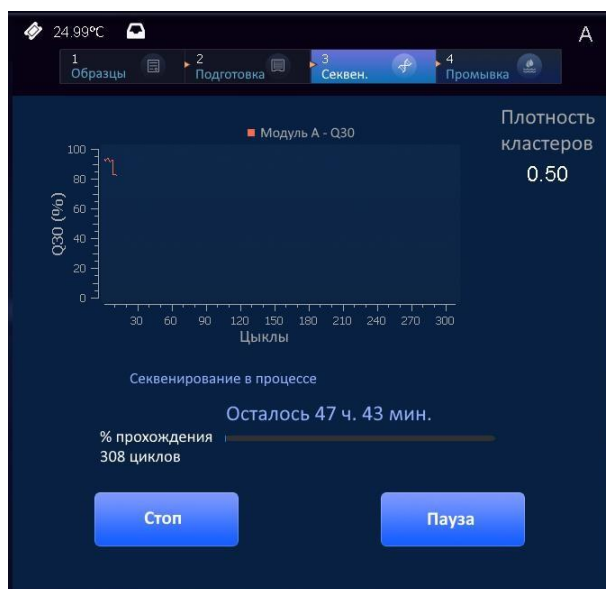 24.99°C
A
1
Образцы
2
Подготовка
3
Секвен.
4
Промывка
Плотность
кластеров
0.50
Модуль A - Q30
Q30 (%)
100
80
60
40
20
0
30 60 90 120 150 180 210 240 270 300
Циклы
Секвенирование в процессе
Осталось 47 ч. 43 мин.
% прохождения
308 циклов
Стоп
Пауза